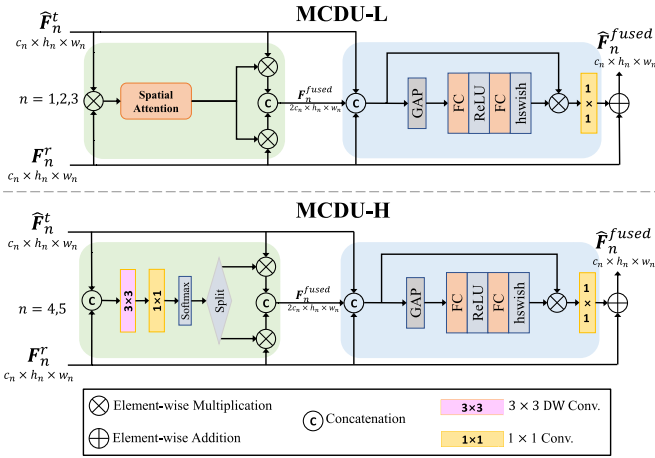 MCDU-L
F̂ₙᵗ
cₙ × hₙ × wₙ
n = 1,2,3
Spatial
Attention
C
Fₙᶠᵘˢᵉᵈ
2cₙ × hₙ × wₙ
C
GAP
FC
ReLU
FC
hswish
1 × 1
F̂ₙᶠᵘˢᵉᵈ
cₙ × hₙ × wₙ
Fₙʳ
cₙ × hₙ × wₙ
MCDU-H
F̂ₙᵗ
cₙ × hₙ × wₙ
n = 4,5
C
3×3
1×1
Softmax
Split
C
Fₙᶠᵘˢᵉᵈ
2cₙ × hₙ × wₙ
C
GAP
FC
ReLU
FC
hswish
1 × 1
F̂ₙᶠᵘˢᵉᵈ
cₙ × hₙ × wₙ
Fₙʳ
cₙ × hₙ × wₙ
Element-wise Multiplication
C Concatenation
3×3 3 × 3 DW Conv.
Element-wise Addition
1×1 1 × 1 Conv.